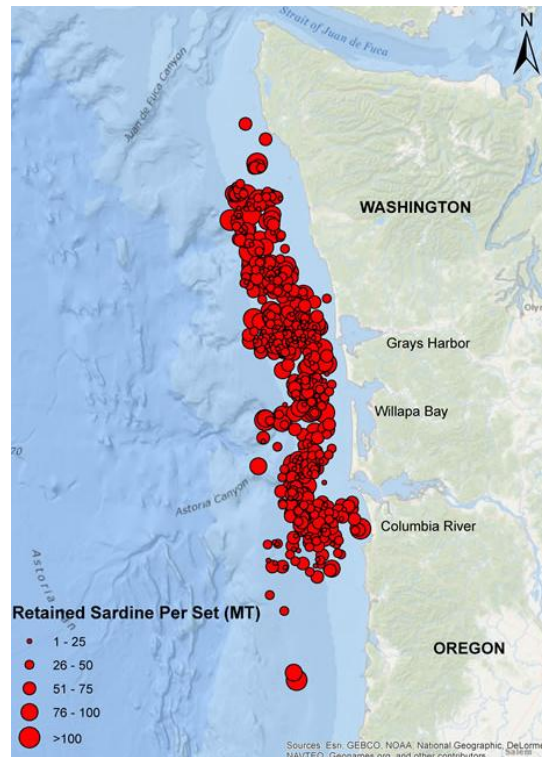 Strait of Juan de Fuca
N
Juan de Fuca Canyon
WASHINGTON
Grays Harbor
Willapa Bay
Astoria Canyon
Columbia River
Astoria
Retained Sardine Per Set (MT)
1 - 25
26 - 50
51 - 75
76 - 100
>100
OREGON
Sources: Esri, GEBCO, NOAA, National Geographic, DeLorme,
NAVTEQ, Geonames.org, and other contributors
Salem